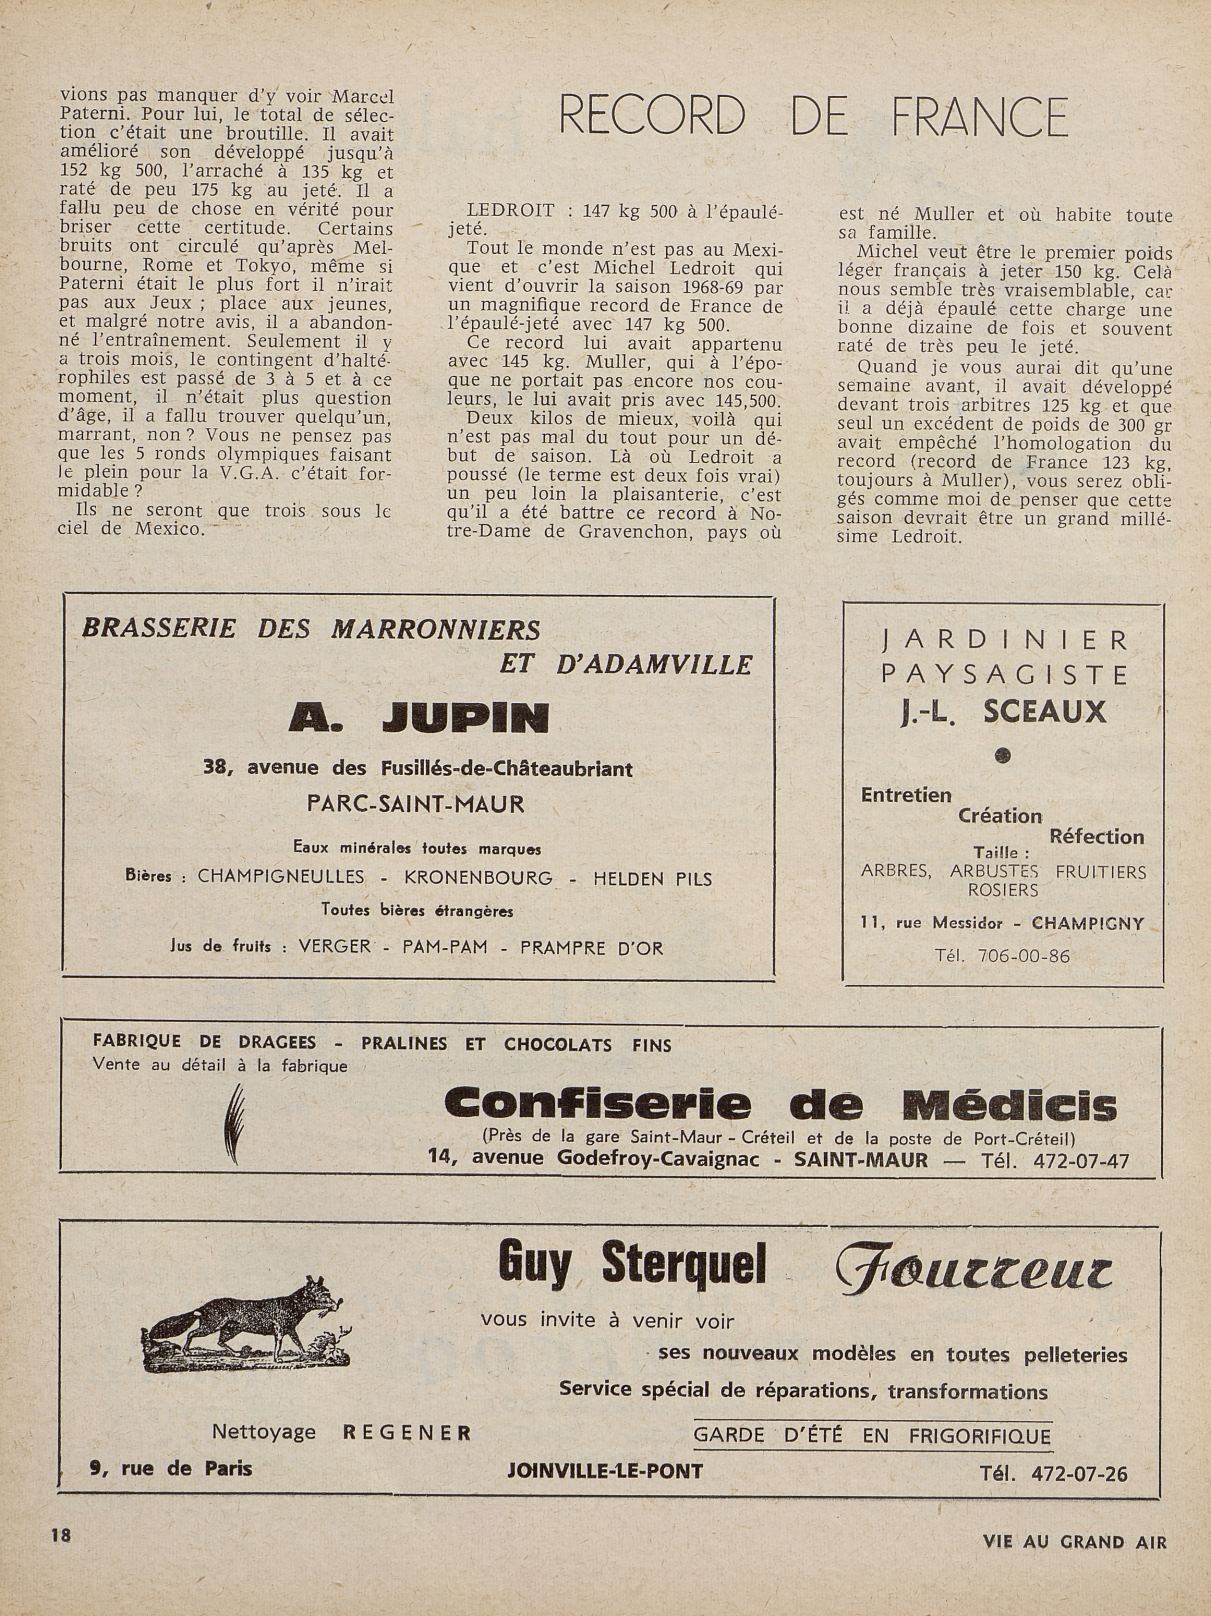 vions pas manquer d'y voir Marcel
Paterni. Pour lui, le total de sélec-
tion c'était une broutille. Il avait
amélioré son développé jusqu'à
152 kg 500, l'arraché à 135 kg et
raté de peu 175 kg au jeté. Il a
fallu peu de chose en vérité pour
briser cette certitude. Certains
bruits ont circulé qu'après Mel-
bourne, Rome et Tokyo, même si
Paterni était le plus fort il n'irait
pas aux Jeux ; place aux jeunes,
et malgré notre avis, il a abandon-
né l'entraînement. Seulement il y
a trois mois, le contingent d'halté-
rophiles est passé de 3 à 5 et à ce
moment, il n'était plus question
d'âge, il a fallu trouver quelqu'un,
marrant, non ? Vous ne pensez pas
que les 5 ronds olympiques faisant
le plein pour la V.G.A. c'était for-
midable ?
Ils ne seront que trois sous le
ciel de Mexico.
RECORD DE FRANCE
LEDROIT : 147 kg 500 à l'épaulé-
jeté.
Tout le monde n'est pas au Mexi-
que et c'est Michel Ledroit qui
vient d'ouvrir la saison 1968-69 par
un magnifique record de France de
l'épaulé-jeté avec 147 kg 500.
Ce record lui avait appartenu
avec 145 kg. Muller, qui à l'épo-
que ne portait pas encore nos cou-
leurs, le lui avait pris avec 145,500.
Deux kilos de mieux, voilà qui
n'est pas mal du tout pour un dé-
but de saison. Là où Ledroit a
poussé (le terme est deux fois vrai)
un peu loin la plaisanterie, c'est
qu'il a été battre ce record à No-
tre-Dame de Gravenchon, pays où
est né Muller et où habite toute
sa famille.
Michel veut être le premier poids
léger français à jeter 150 kg. Celà
nous semble très vraisemblable, car
il a déjà épaulé cette charge une
bonne dizaine de fois et souvent
raté de très peu le jeté.
Quand je vous aurai dit qu'une
semaine avant, il avait développé
devant trois arbitres 125 kg et que
seul un excédent de poids de 300 gr
avait empêché l'homologation du
record (record de France 123 kg,
toujours à Muller), vous serez obli-
gés comme moi de penser que cette
saison devrait être un grand millé-
sime Ledroit.
BRASSERIE DES MARRONNIERS
ET D'ADAMVILLE
A. JUPIN
38, avenue des Fusillés-de-Châteaubriant
PARC-SAINT-MAUR
Eaux minérales toutes marques
Bières : CHAMPIGNEULLES - KRONENBOURG - HELDEN PILS
Toutes bières étrangères
Jus de fruits : VERGER - PAM-PAM - PRAMPRE D'OR
JARDINIER
PAYSAGISTE
J.-L. SCEAUX
Entretien
Création
Réfection
Taille :
ARBRES, ARBUSTES FRUITIERS
ROSIERS
11, rue Messidor - CHAMPIGNY
Tél. 706-00-86
FABRIQUE DE DRAGEES - PRALINES ET CHOCOLATS FINS
Vente au détail à la fabrique
Confiserie de Médicis
(Près de la gare Saint-Maur - Créteil et de la poste de Port-Créteil)
14, avenue Godefroy-Cavaignac - SAINT-MAUR — Tél. 472-07-47
Guy Sterquel Fourreur
vous invite à venir voir
ses nouveaux modèles en toutes pelleteries
Service spécial de réparations, transformations
Nettoyage REGENER
GARDE D'ÉTÉ EN FRIGORIFIQUE
9, rue de Paris JOINVILLE-LE-PONT Tél. 472-07-26
18 VIE AU GRAND AIR